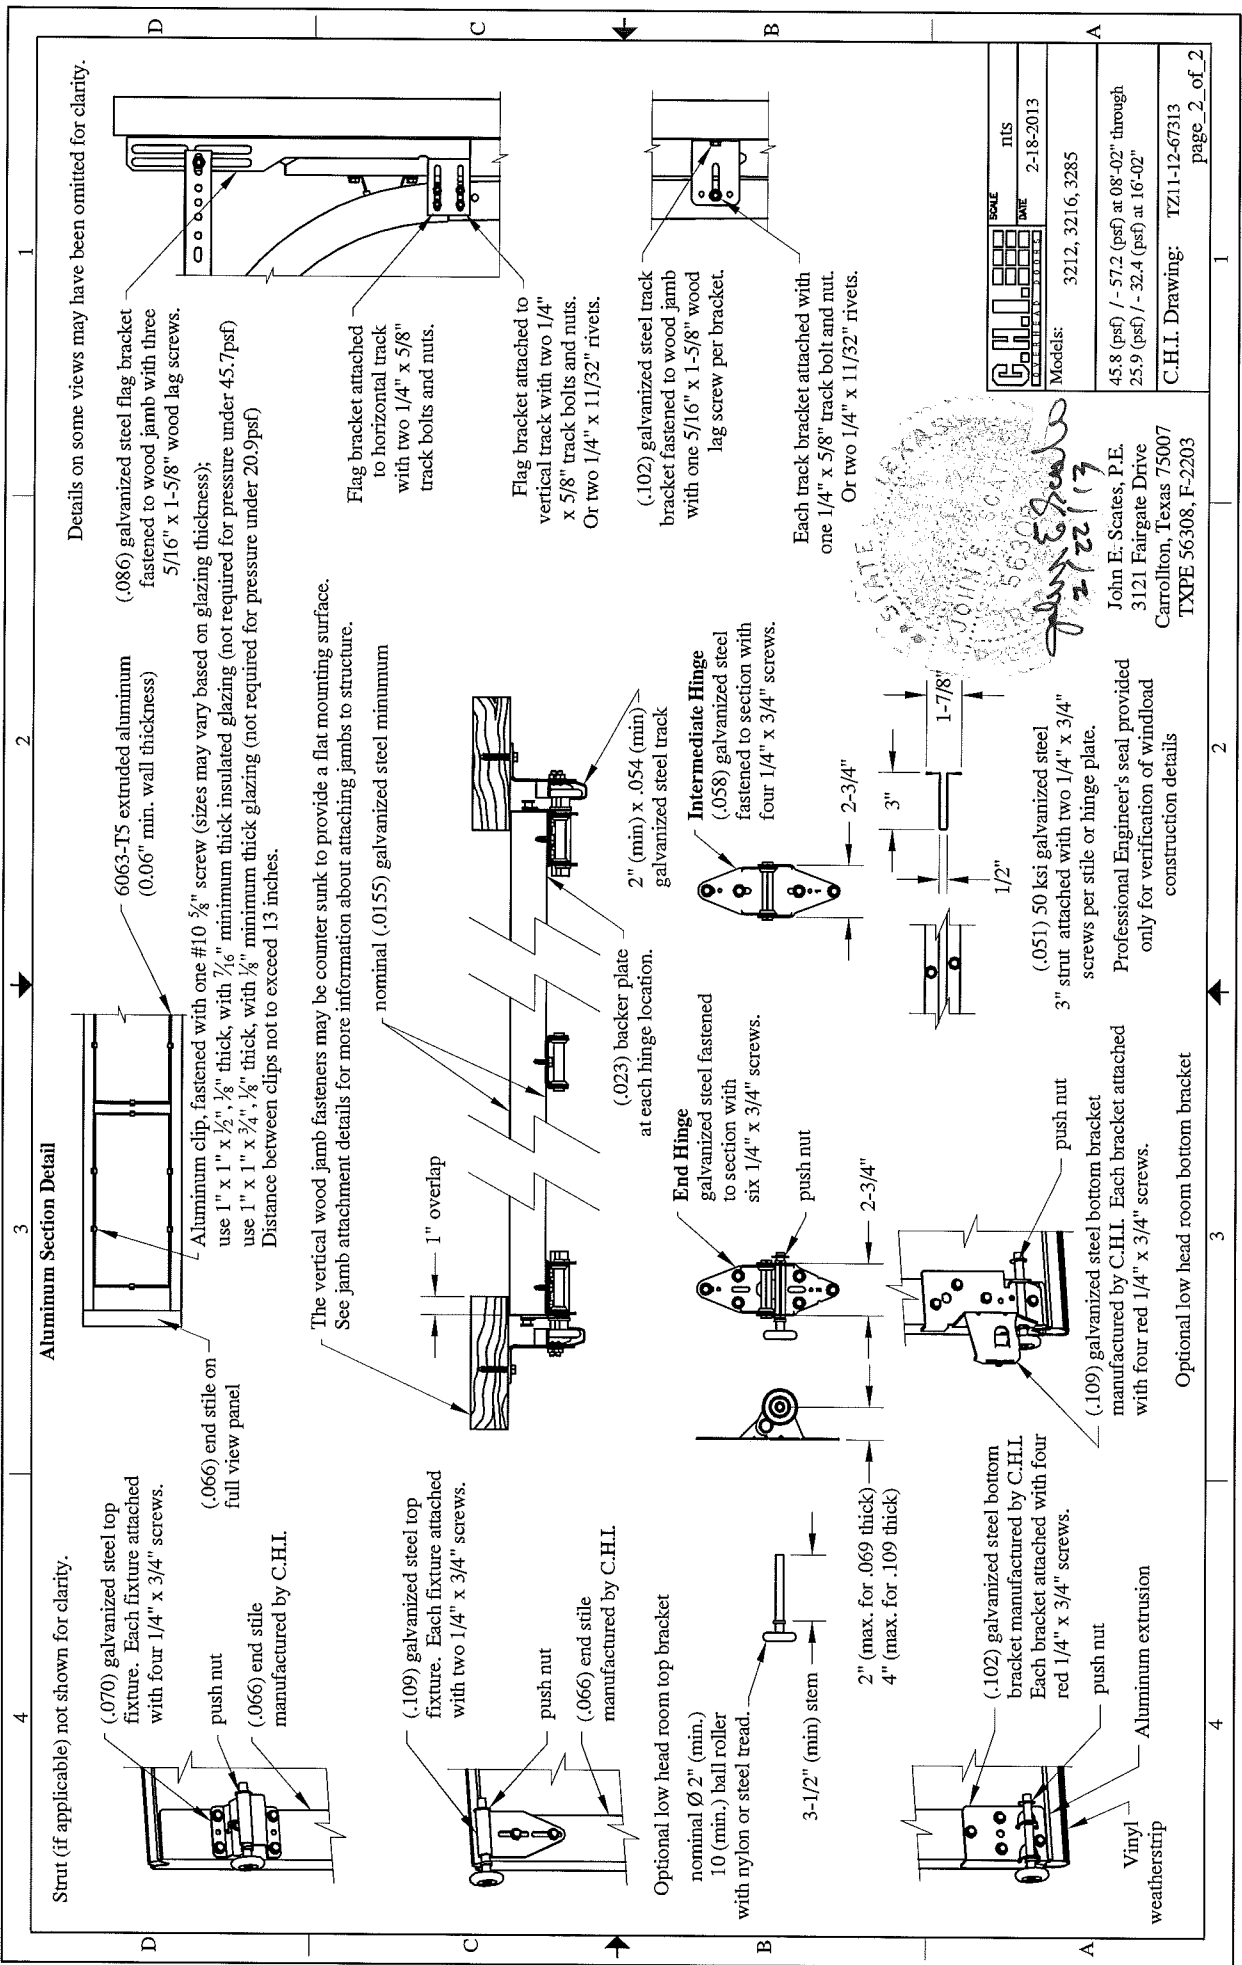 4
3
2
1
D
C
B
A
Strut (if applicable) not shown for clarity.
(.070) galvanized steel top
fixture. Each fixture attached
with four 1/4" x 3/4" screws.
push nut
(.066) end stile
manufactured by C.H.I.
(.109) galvanized steel top
fixture. Each fixture attached
with two 1/4" x 3/4" screws.
push nut
(.066) end stile
manufactured by C.H.I.
Optional low head room top bracket
nominal Ø 2" (min.)
10 (min.) ball roller
with nylon or steel tread.
3-1/2" (min) stem
2" (max. for .069 thick)
4" (max. for .109 thick)
(.102) galvanized steel bottom
bracket manufactured by C.H.I.
Each bracket attached with four
red 1/4" x 3/4" screws.
push nut
Aluminum extrusion
Vinyl
weatherstrip
Aluminum Section Detail
(.066) end stile on
full view panel
6063-T5 extruded aluminum
(0.06" min. wall thickness)
Aluminum clip, fastened with one #10 5/8" screw (sizes may vary based on glazing thickness);
use 1" x 1" x 1/2", 1/8" thick, with 7/16" minimum thick insulated glazing (not required for pressure under 45.7psf)
use 1" x 1" x 3/4", 1/8" thick, with 1/8" minimum thick glazing (not required for pressure under 20.9psf)
Distance between clips not to exceed 13 inches.
The vertical wood jamb fasteners may be counter sunk to provide a flat mounting surface.
See jamb attachment details for more information about attaching jambs to structure.
1" overlap
nominal (.0155) galvanized steel minumum
(.023) backer plate
at each hinge location.
2" (min) x .054 (min)
galvanized steel track
End Hinge
galvanized steel fastened
to section with
six 1/4" x 3/4" screws.
push nut
2-3/4"
Intermediate Hinge
(.058) galvanized steel
fastened to section with
four 1/4" x 3/4" screws.
2-3/4"
(.109) galvanized steel bottom bracket
manufactured by C.H.I. Each bracket attached
with four red 1/4" x 3/4" screws.
push nut
Optional low head room bottom bracket
1/2"
3"
1-7/8"
(.051) 50 ksi galvanized steel
3" strut attached with two 1/4" x 3/4"
screws per stile or hinge plate.
Professional Engineer's seal provided
only for verification of windload
construction details
Details on some views may have been omitted for clarity.
(.086) galvanized steel flag bracket
fastened to wood jamb with three
5/16" x 1-5/8" wood lag screws.
Flag bracket attached
to horizontal track
with two 1/4" x 5/8"
track bolts and nuts.
Flag bracket attached to
vertical track with two 1/4"
x 5/8" track bolts and nuts.
Or two 1/4" x 11/32" rivets.
(.102) galvanized steel track
bracket fastened to wood jamb
with one 5/16" x 1-5/8" wood
lag screw per bracket.
Each track bracket attached with
one 1/4" x 5/8" track bolt and nut.
Or two 1/4" x 11/32" rivets.
STATE
TEXAS
JOHN E SCATES
2/22/13
John E. Scates, P.E.
3121 Fairgate Drive
Carrollton, Texas 75007
TXPE 56308, F-2203
C.H.I.
OVERHEAD DOORS
SCALE
nts
DATE
2-18-2013
Models:
3212, 3216, 3285
45.8 (psf) / - 57.2 (psf) at 08'-02" through
25.9 (psf) / - 32.4 (psf) at 16'-02"
C.H.I. Drawing: TZ11-12-67313
page_2_of_2
D
C
B
A
4
3
2
1